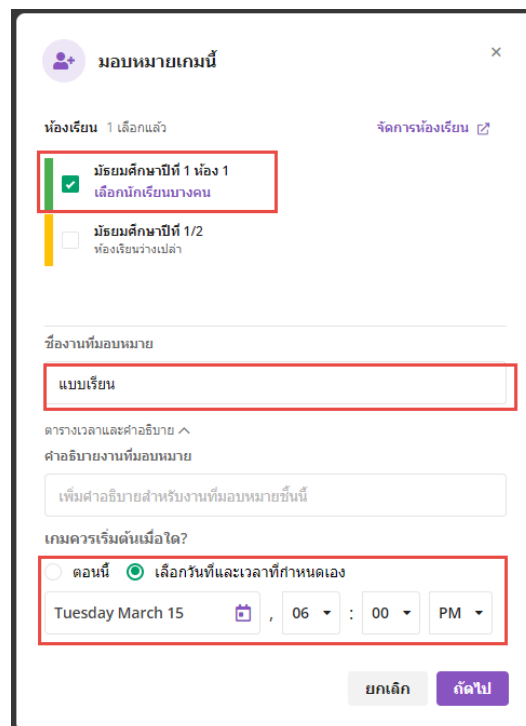 มอบหมายเกมนี้
ห้องเรียน 1 เลือกแล้ว จัดการห้องเรียน
มัธยมศึกษาปีที่ 1 ห้อง 1
เลือกนักเรียนบางคน
มัธยมศึกษาปีที่ 1/2
ห้องเรียนว่างเปล่า
ชื่องานที่มอบหมาย
แบบเรียน
ตารางเวลาและคำอธิบาย
คำอธิบายงานที่มอบหมาย
เพิ่มคำอธิบายสำหรับงานที่มอบหมายชิ้นนี้
เกมควรเริ่มต้นเมื่อใด?
ตอนนี้ เลือกวันที่และเวลาที่กำหนดเอง
Tuesday March 15 , 06 : 00 PM
ยกเลิก ถัดไป